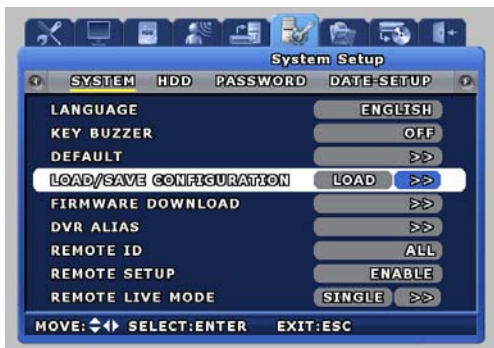 System Setup
SYSTEM HDD PASSWORD DATE-SETUP
LANGUAGE ENGLISH
KEY BUZZER OFF
DEFAULT >>
LOAD/SAVE CONFIGURATION LOAD >>
FIRMWARE DOWNLOAD >>
DVR ALIAS >>
REMOTE ID ALL
REMOTE SETUP ENABLE
REMOTE LIVE MODE SINGLE >>
MOVE: SELECT:ENTER EXIT:ESC